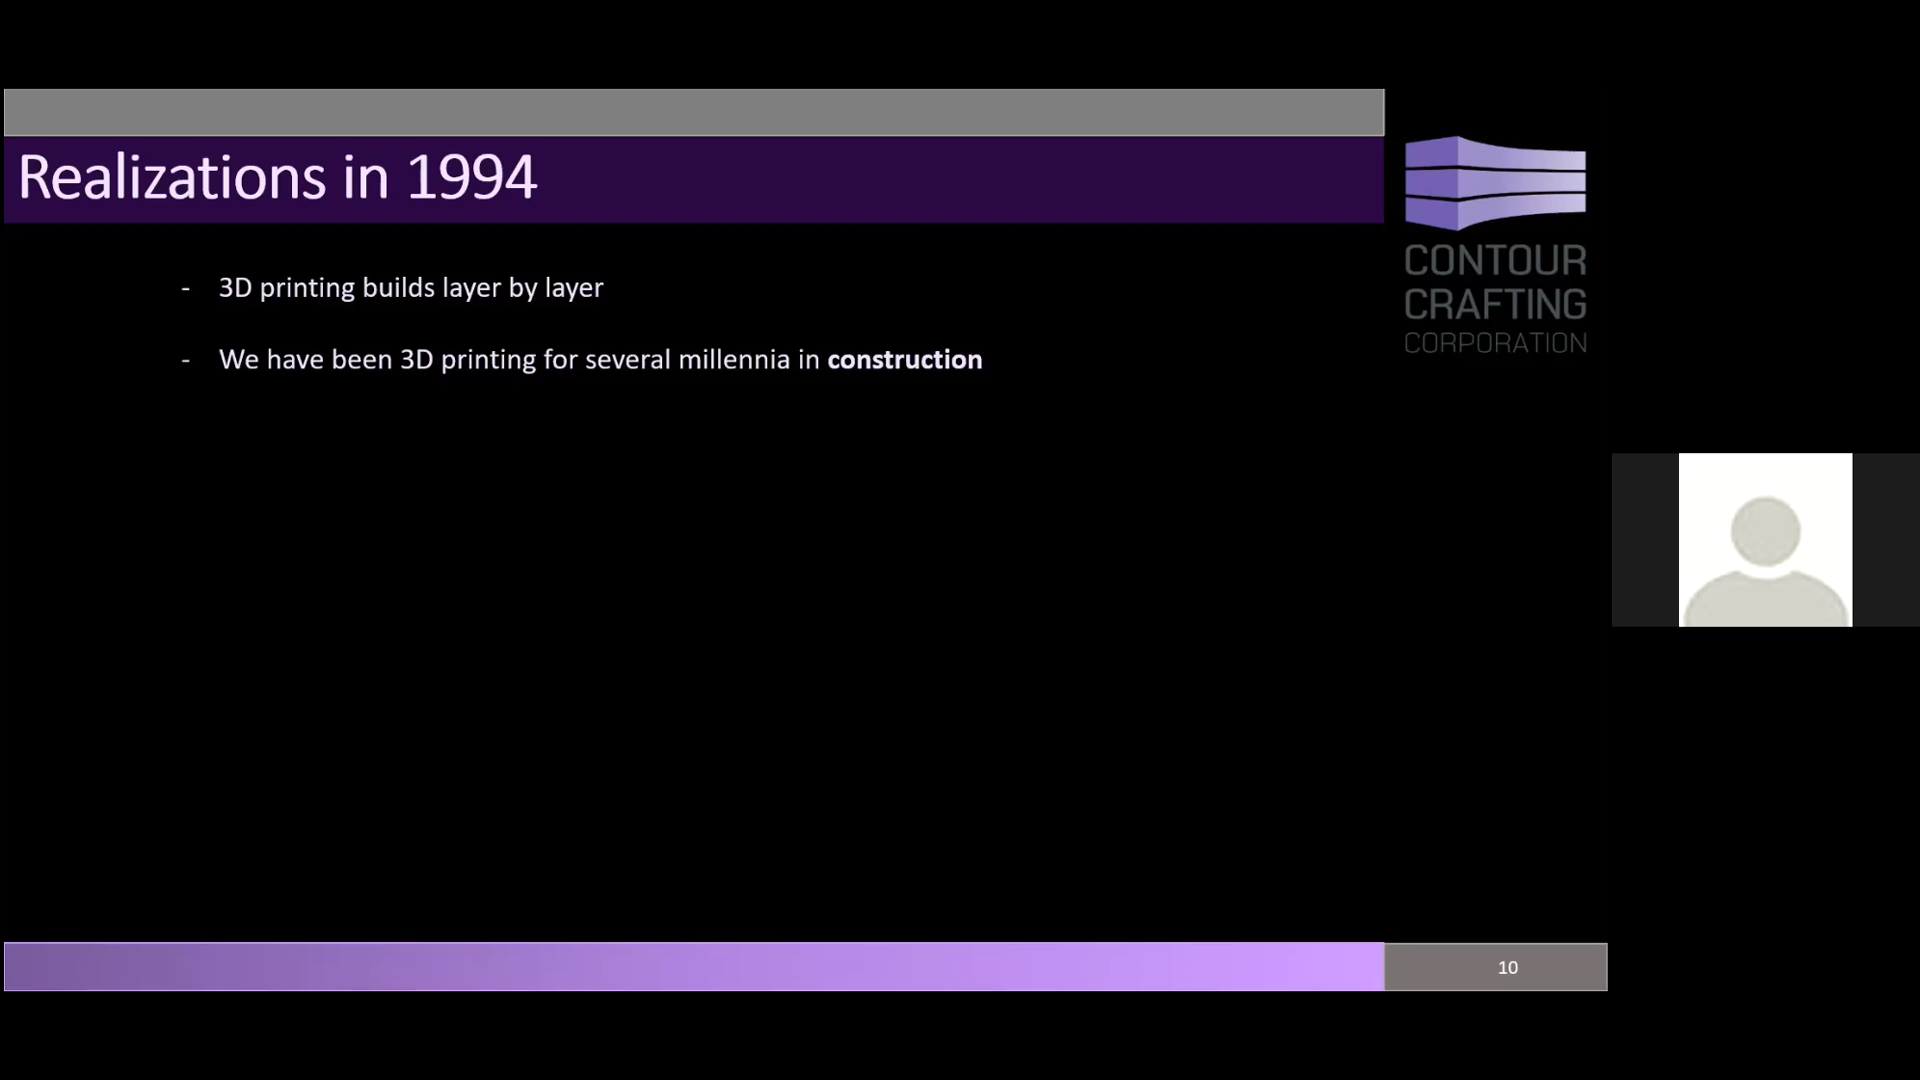 Realizations in 1994
- 3D printing builds layer by layer
- We have been 3D printing for several millennia in construction
CONTOUR
CRAFTING
CORPORATION
10